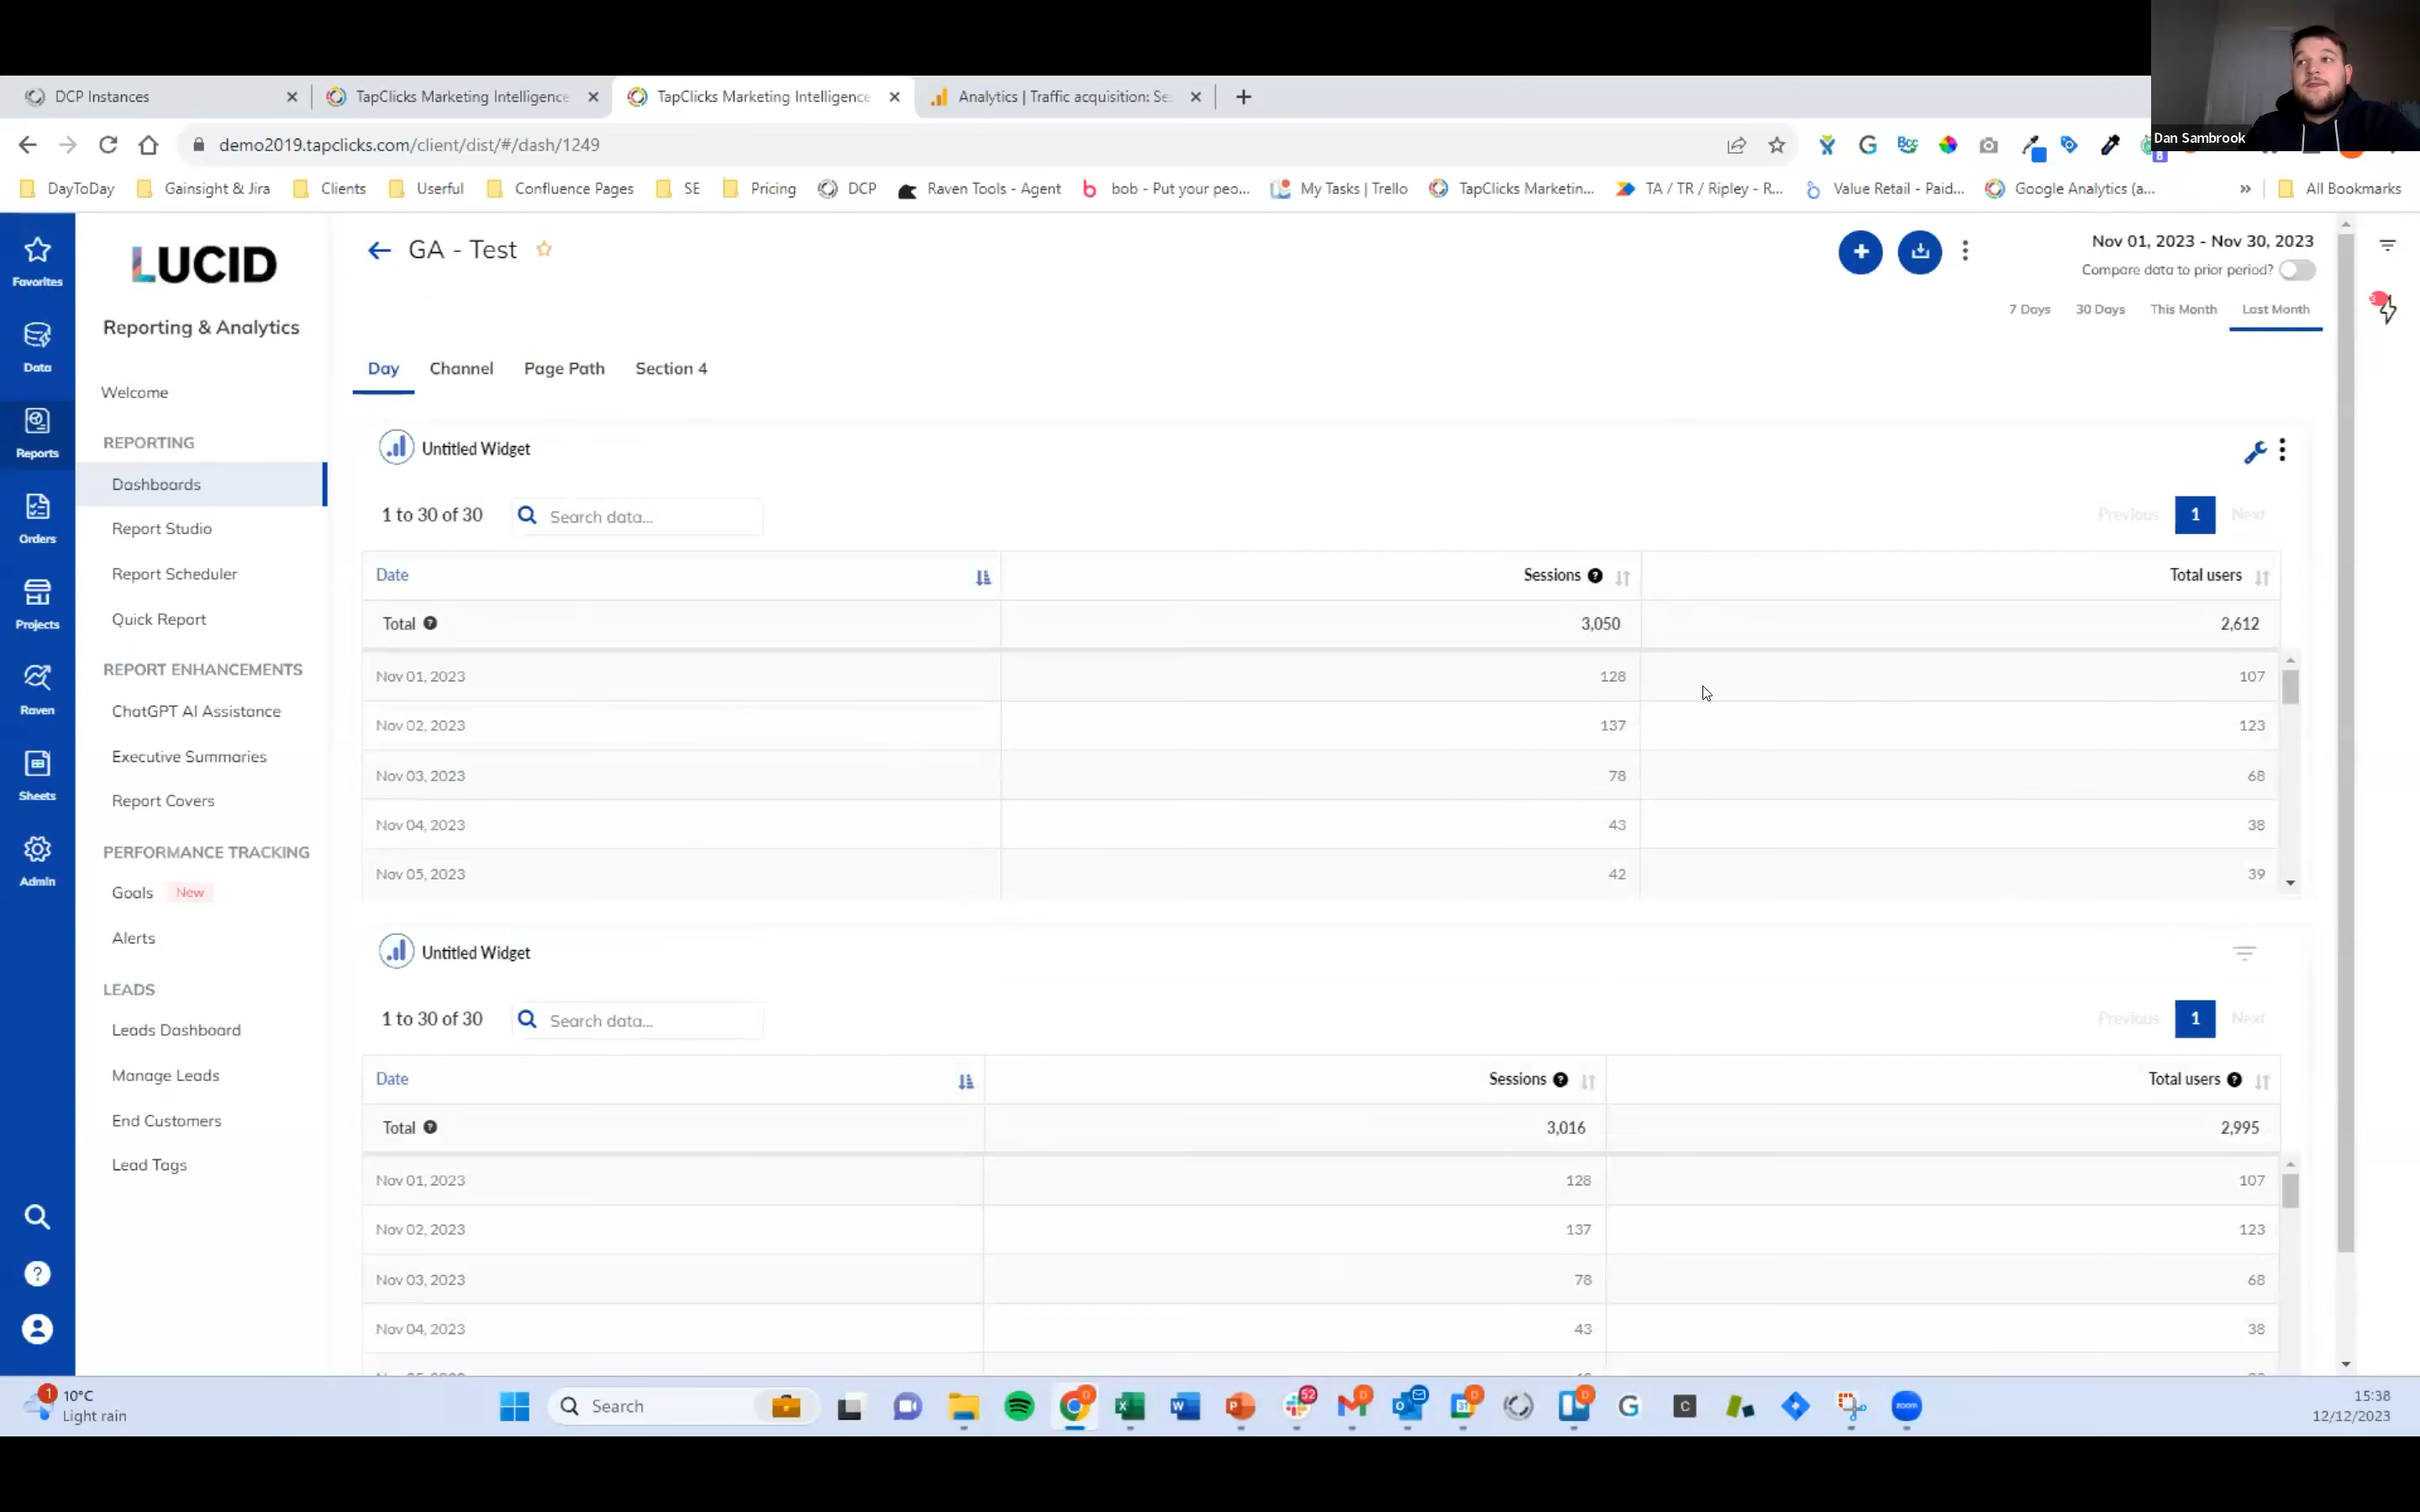 Dan Sambrook
DCP Instances
TapClicks Marketing Intelligence
TapClicks Marketing Intelligence
Analytics | Traffic acquisition: Se
demo2019.tapclicks.com/client/dist/#/dash/1249
DayToDay
Gainsight & Jira
Clients
Userful
Confluence Pages
SE
Pricing
DCP
Raven Tools - Agent
bob - Put your peo...
My Tasks | Trello
TapClicks Marketin...
TA / TR / Ripley - R...
Value Retail - Paid...
Google Analytics (a...
»
All Bookmarks
Favorites
Data
Reports
Orders
Projects
Raven
Sheets
Admin
LUCID
Reporting & Analytics
Welcome
REPORTING
Dashboards
Report Studio
Report Scheduler
Quick Report
REPORT ENHANCEMENTS
ChatGPT AI Assistance
Executive Summaries
Report Covers
PERFORMANCE TRACKING
Goals New
Alerts
LEADS
Leads Dashboard
Manage Leads
End Customers
Lead Tags
GA - Test
Nov 01, 2023 - Nov 30, 2023
Compare data to prior period?
7 Days 30 Days This Month Last Month
Day Channel Page Path Section 4
Untitled Widget
1 to 30 of 30 Search data... Previous 1 Next
Date Sessions Total users
Total 3,050 2,612
Nov 01, 2023 128 107
Nov 02, 2023 137 123
Nov 03, 2023 78 68
Nov 04, 2023 43 38
Nov 05, 2023 42 39
Untitled Widget
1 to 30 of 30 Search data... Previous 1 Next
Date Sessions Total users
Total 3,016 2,995
Nov 01, 2023 128 107
Nov 02, 2023 137 123
Nov 03, 2023 78 68
Nov 04, 2023 43 38
1
10°C
Light rain
Search
52
31
zoom
15:38
12/12/2023